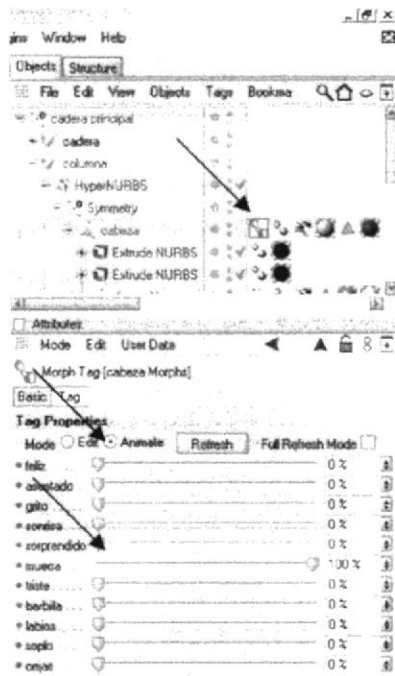 gins Window Help
Objects Structure
File Edit View Objects Tags Bookma
cadera principal
cadera
columna
HyperNURBS
Symmetry
cabeza
Extrude NURBS
Extrude NURBS
Attributes
Mode Edit User Data
Morph Tag [cabeza Morphs]
Basic Tag
Tag Properties
Mode Edit Animate Refresh Full Refresh Mode
feliz 0 %
asustado 0 %
grito 0 %
sonrisa 0 %
sorprendido 0 %
mueca 100 %
triste 0 %
barbilla 0 %
labios 0 %
soplo 0 %
0 %